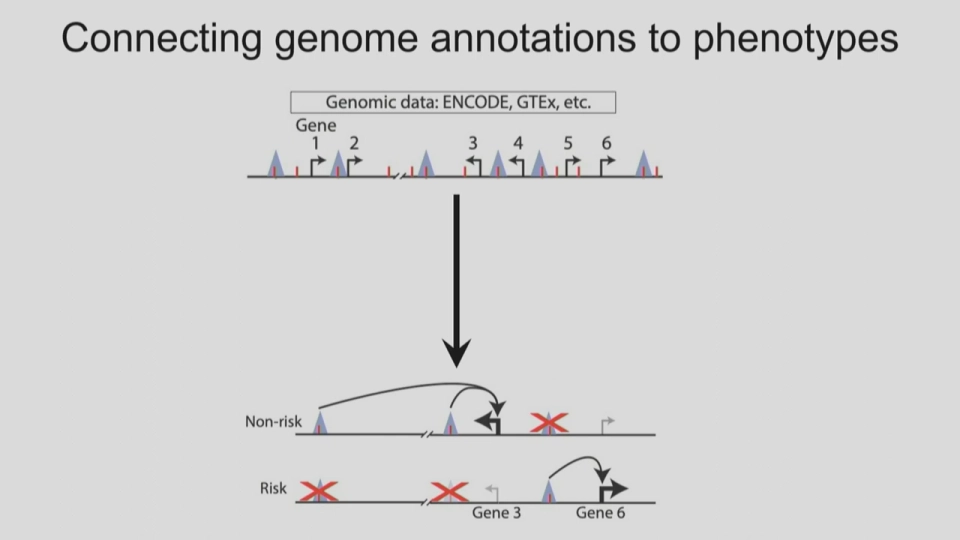 Connecting genome annotations to phenotypes
Genomic data: ENCODE, GTEx, etc.
Gene
1 2 3 4 5 6
Non-risk
Risk
Gene 3 Gene 6